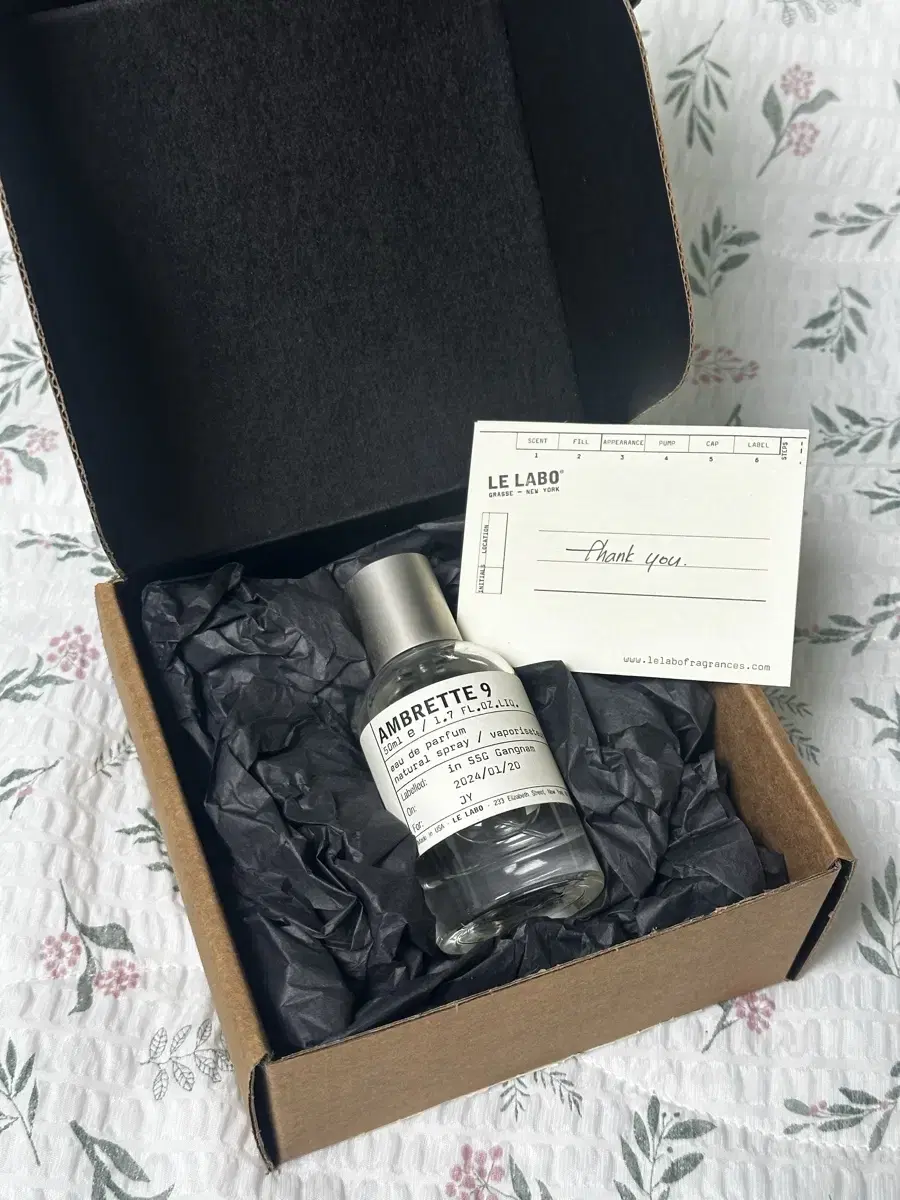 SCENT FILL APPEARANCE PUMP CAP LABEL STEPS
1 2 3 4 5 6
LE LABO®
GRASSE — NEW YORK
LOCATION
INITIALS
Thank you.
www.lelabofragrances.com
AMBRETTE 9
50ml e / 1.7 FL.OZ.LIQ.
eau de parfum
natural spray / vaporisateu
Labelled: in SSG Gangnam
On: 2024/01/20
For: JY
made in USA - LE LABO - 233 Elizabeth Street, New